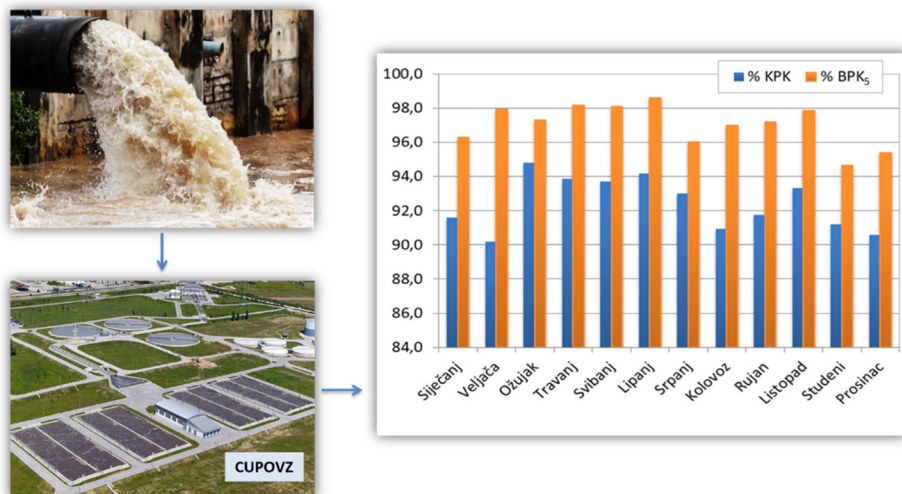 100,0
98,0
96,0
94,0
92,0
90,0
88,0
86,0
84,0
% KPK
% BPK₅
Siječanj
Veljača
Ožujak
Travanj
Svibanj
Lipanj
Srpanj
Kolovoz
Rujan
Listopad
Studeni
Prosinac
CUPOVZ